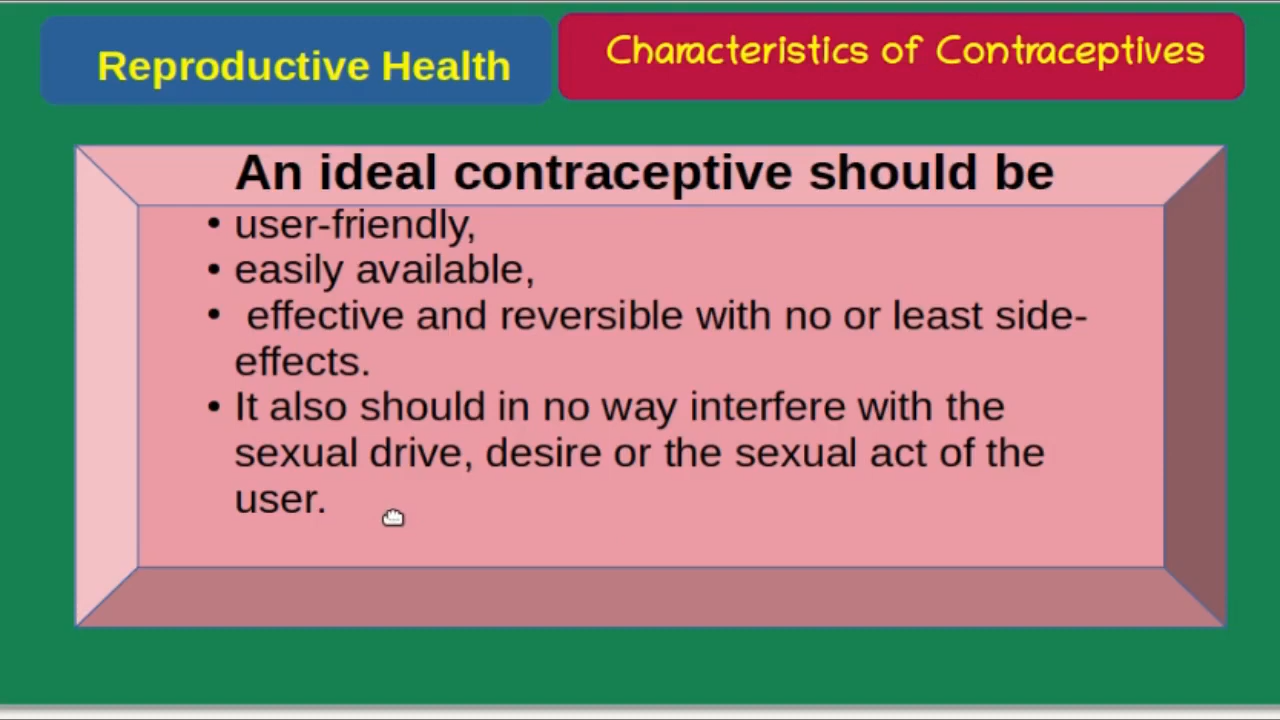 Reproductive Health
Characteristics of Contraceptives
An ideal contraceptive should be
• user-friendly,
• easily available,
• effective and reversible with no or least side-
effects.
• It also should in no way interfere with the
sexual drive, desire or the sexual act of the
user.